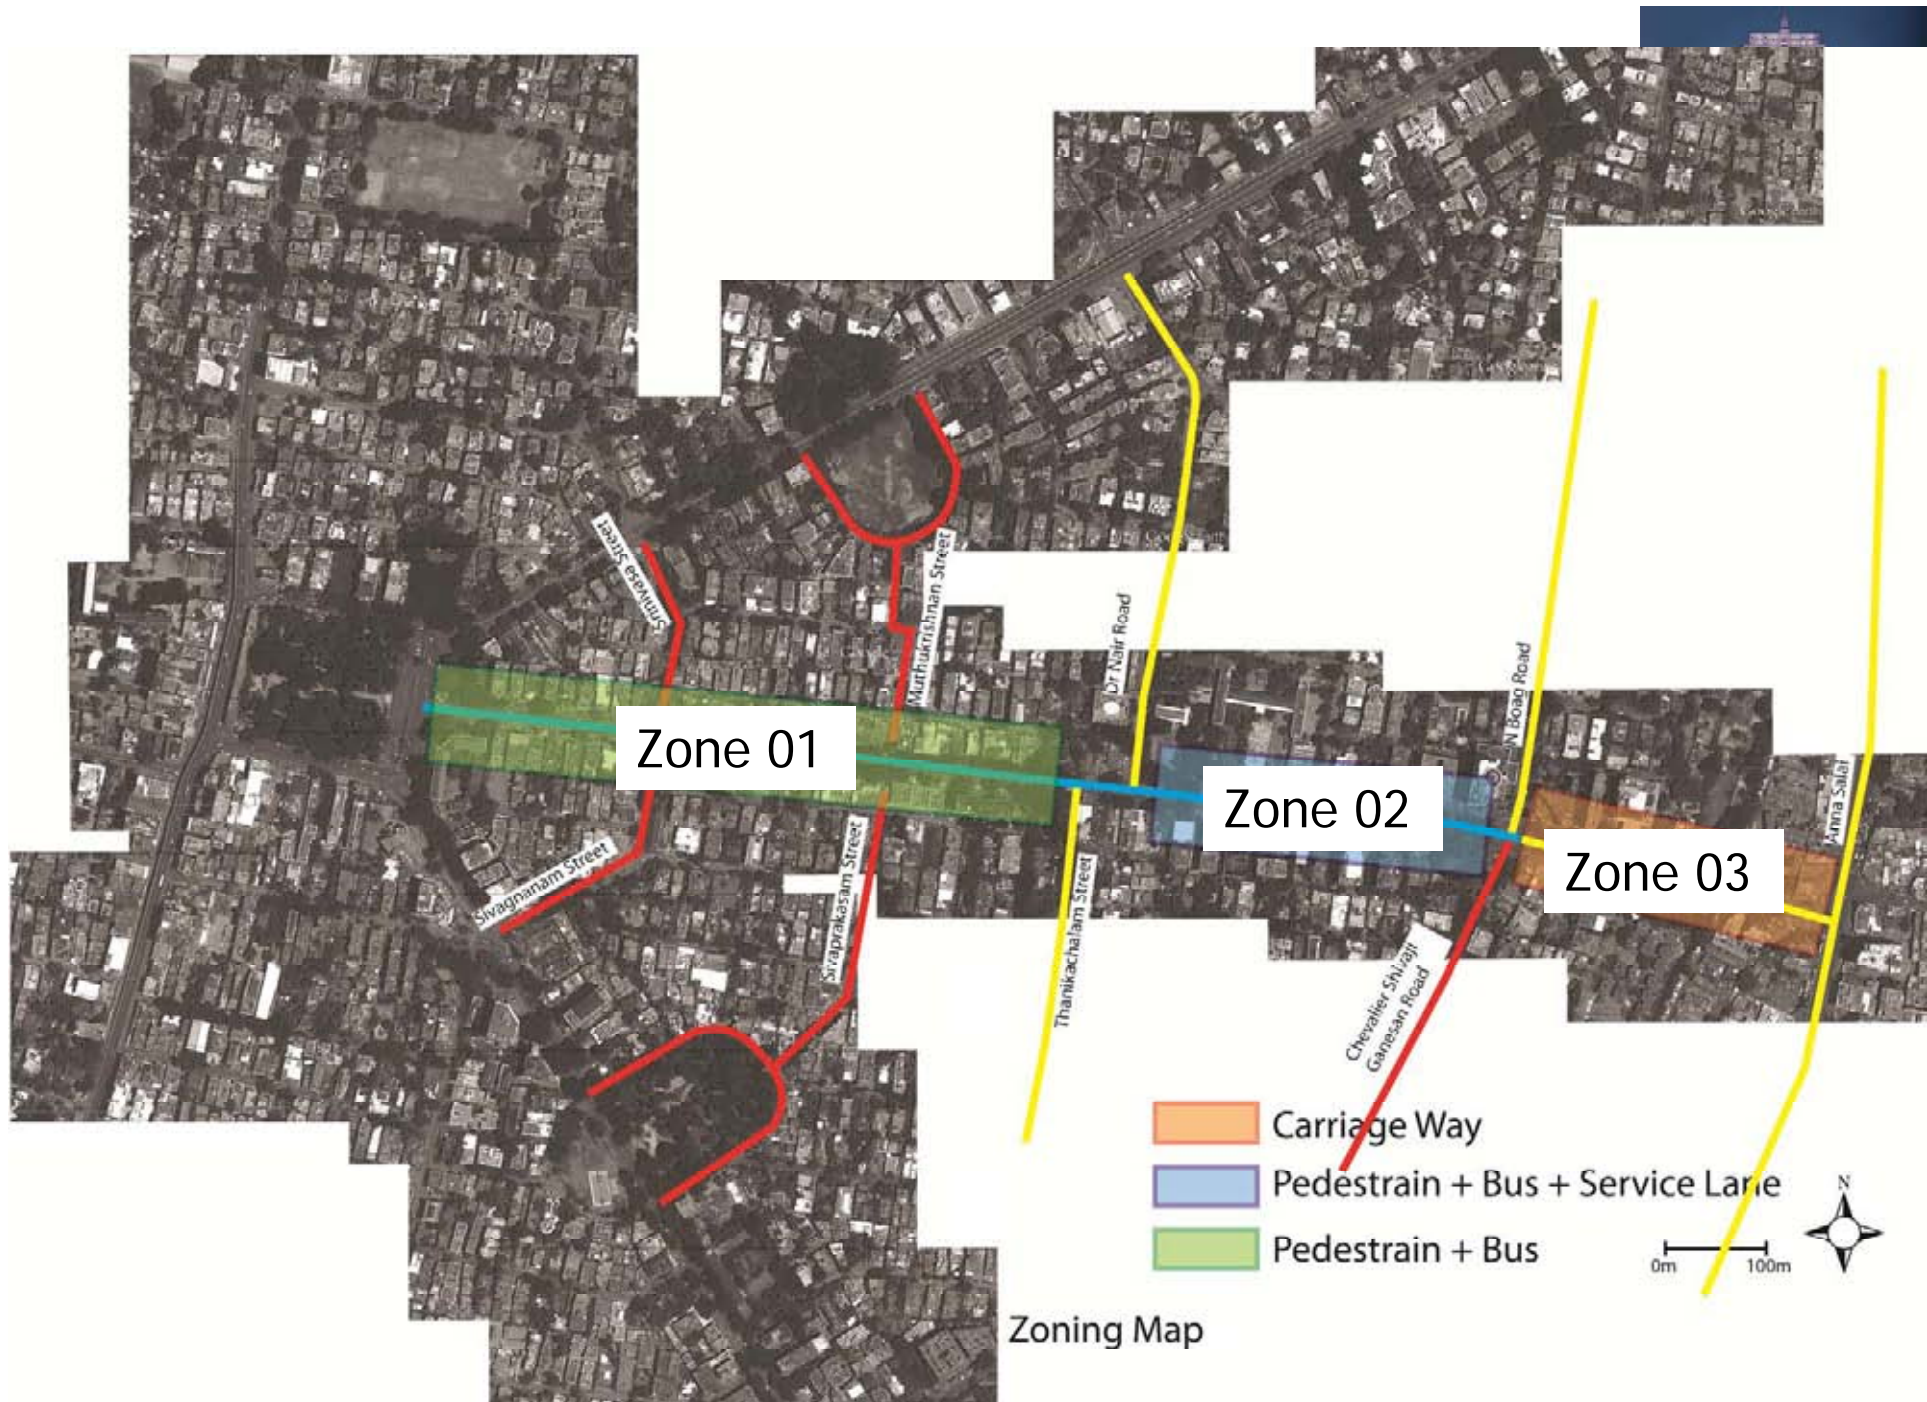 Srinivasa Street
Muthukrishnan Street
Dr Nair Road
N Boag Road
Zone 01
Zone 02
Zone 03
Anna Salai
Sivagnanam Street
Sivaprakasam Street
Thanikachalam Street
Chevalier Shivaji
Ganesan Road
Carriage Way
Pedestrain + Bus + Service Lane
Pedestrain + Bus
N
0m 100m
Zoning Map